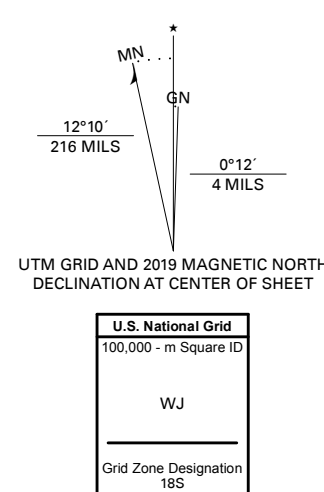 ★
MN
GN
12°10´
216 MILS
0°12´
4 MILS
UTM GRID AND 2019 MAGNETIC NORTH
DECLINATION AT CENTER OF SHEET
U.S. National Grid
100,000 - m Square ID
WJ
Grid Zone Designation
18S